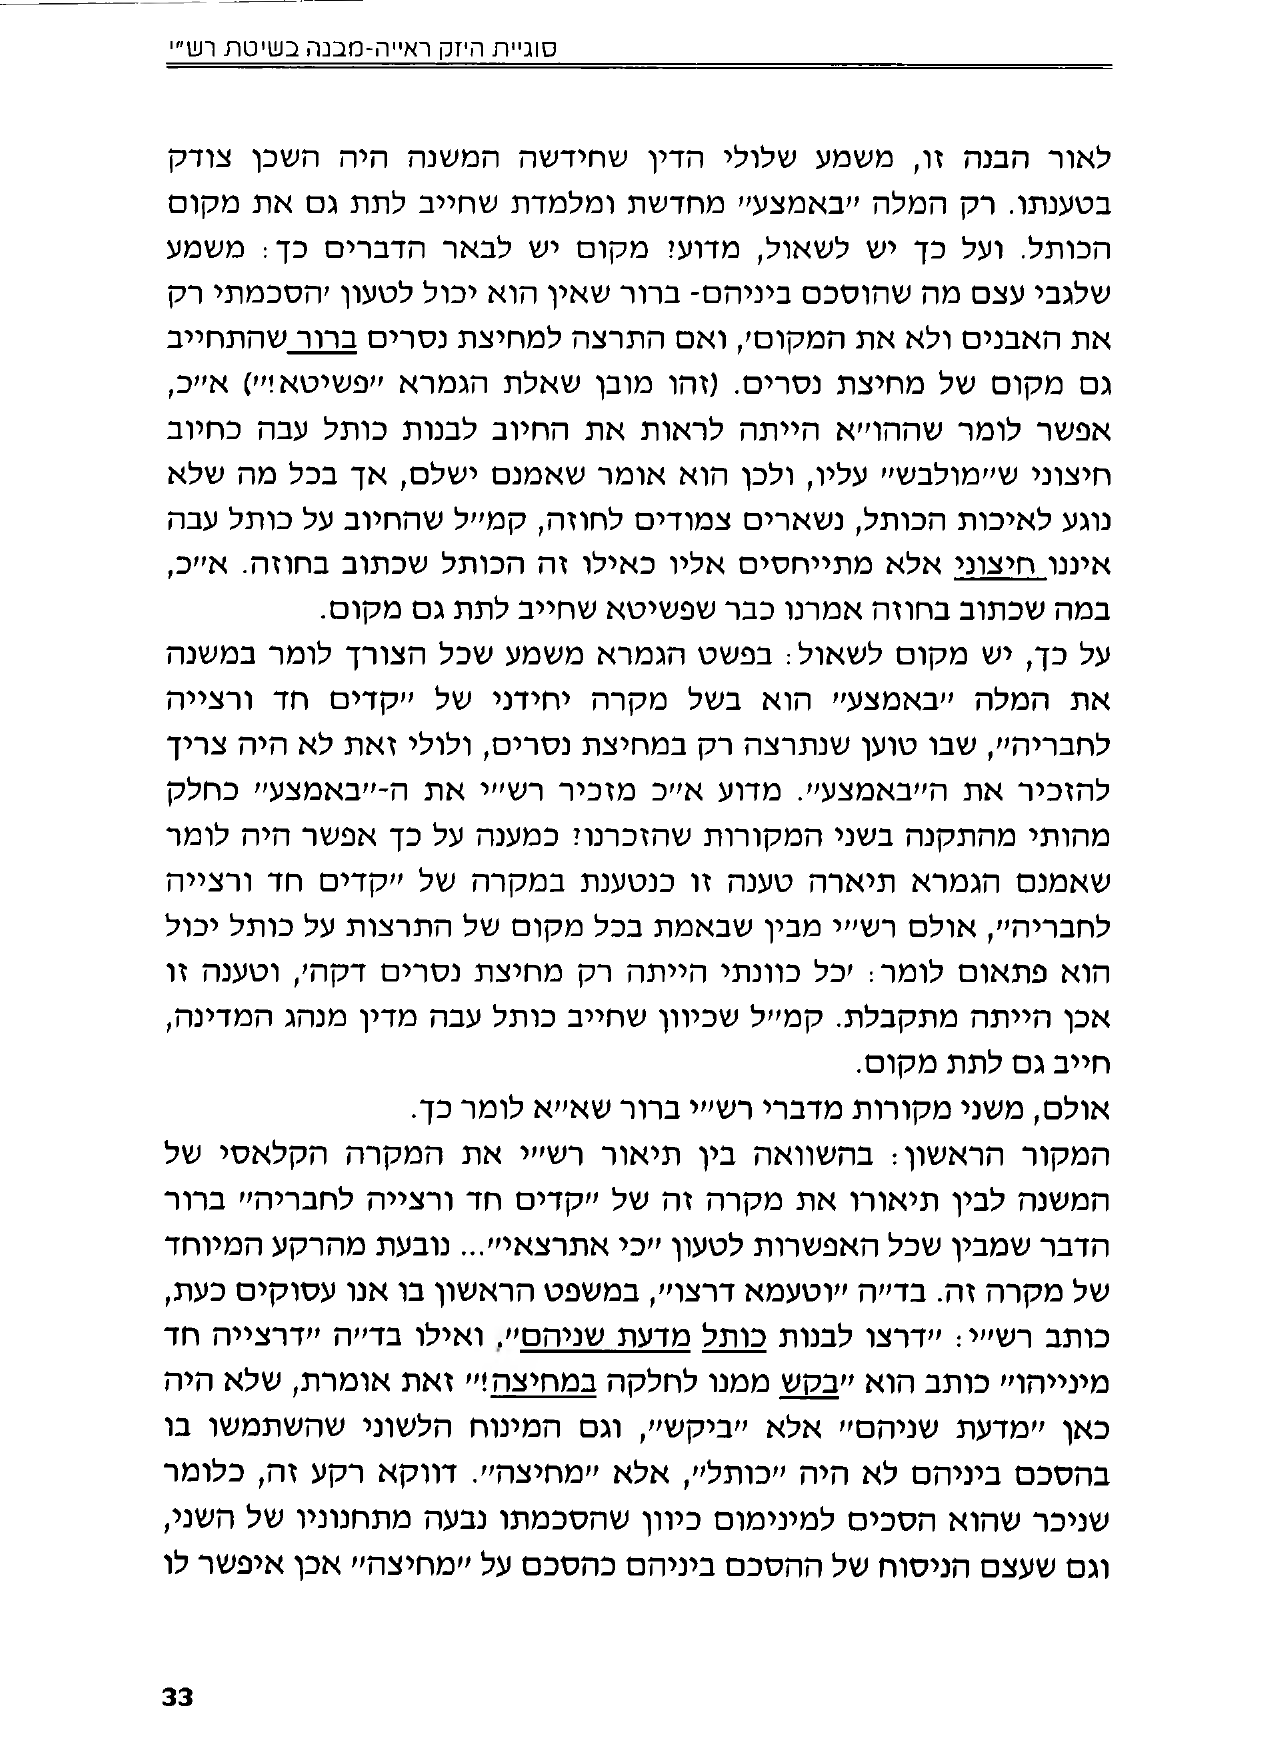 סוגיית היזק ראייה-מבנה בשיטת רש"י
לאור הבנה זו, משמע שלולי הדין שחידשה המשנה היה השכן צודק
בטענתו. רק המלה "באמצע" מחדשת ומלמדת שחייב לתת גם את מקום
הכותל. ועל כך יש לשאול, מדוע? מקום יש לבאר הדברים כך: משמע
שלגבי עצם מה שהוסכם ביניהם- ברור שאין הוא יכול לטעון 'הסכמתי רק
את האבנים ולא את המקום', ואם התרצה למחיצת נסרים ברור שהתחייב
גם מקום של מחיצת נסרים. (זהו מובן שאלת הגמרא "פשיטא!") א"כ,
אפשר לומר שההו"א הייתה לראות את החיוב לבנות כותל עבה כחיוב
חיצוני ש"מולבש" עליו, ולכן הוא אומר שאמנם ישלם, אך בכל מה שלא
נוגע לאיכות הכותל, נשארים צמודים לחוזה, קמ"ל שהחיוב על כותל עבה
איננו חיצוני אלא מתייחסים אליו כאילו זה הכותל שכתוב בחוזה. א"כ,
במה שכתוב בחוזה אמרנו כבר שפשיטא שחייב לתת גם מקום.
על כך, יש מקום לשאול: בפשט הגמרא משמע שכל הצורך לומר במשנה
את המלה "באמצע" הוא בשל מקרה יחידני של "קדים חד ורצייה
לחבריה", שבו טוען שנתרצה רק במחיצת נסרים, ולולי זאת לא היה צריך
להזכיר את ה"באמצע". מדוע א"כ מזכיר רש"י את ה-"באמצע" כחלק
מהותי מהתקנה בשני המקורות שהזכרנו? כמענה על כך אפשר היה לומר
שאמנם הגמרא תיארה טענה זו כנטענת במקרה של "קדים חד ורצייה
לחבריה", אולם רש"י מבין שבאמת בכל מקום של התרצות על כותל יכול
הוא פתאום לומר: 'כל כוונתי הייתה רק מחיצת נסרים דקה', וטענה זו
אכן הייתה מתקבלת. קמ"ל שכיוון שחייב כותל עבה מדין מנהג המדינה,
חייב גם לתת מקום.
אולם, משני מקורות מדברי רש"י ברור שא"א לומר כך.
המקור הראשון: בהשוואה בין תיאור רש"י את המקרה הקלאסי של
המשנה לבין תיאורו את מקרה זה של "קדים חד ורצייה לחבריה" ברור
הדבר שמבין שכל האפשרות לטעון "כי אתרצאי"... נובעת מהרקע המיוחד
של מקרה זה. בד"ה "וטעמא דרצו", במשפט הראשון בו אנו עסוקים כעת,
כותב רש"י: "דרצו לבנות כותל מדעת שניהם". ואילו בד"ה "דרצייה חד
מינייהו" כותב הוא "בקש ממנו לחלקה במחיצה!" זאת אומרת, שלא היה
כאן "מדעת שניהם" אלא "ביקש", וגם המינוח הלשוני שהשתמשו בו
בהסכם ביניהם לא היה "כותל", אלא "מחיצה". דווקא רקע זה, כלומר
שניכר שהוא הסכים למינימום כיוון שהסכמתו נבעה מתחנוניו של השני,
וגם שעצם הניסוח של ההסכם ביניהם כהסכם על "מחיצה" אכן איפשר לו
33